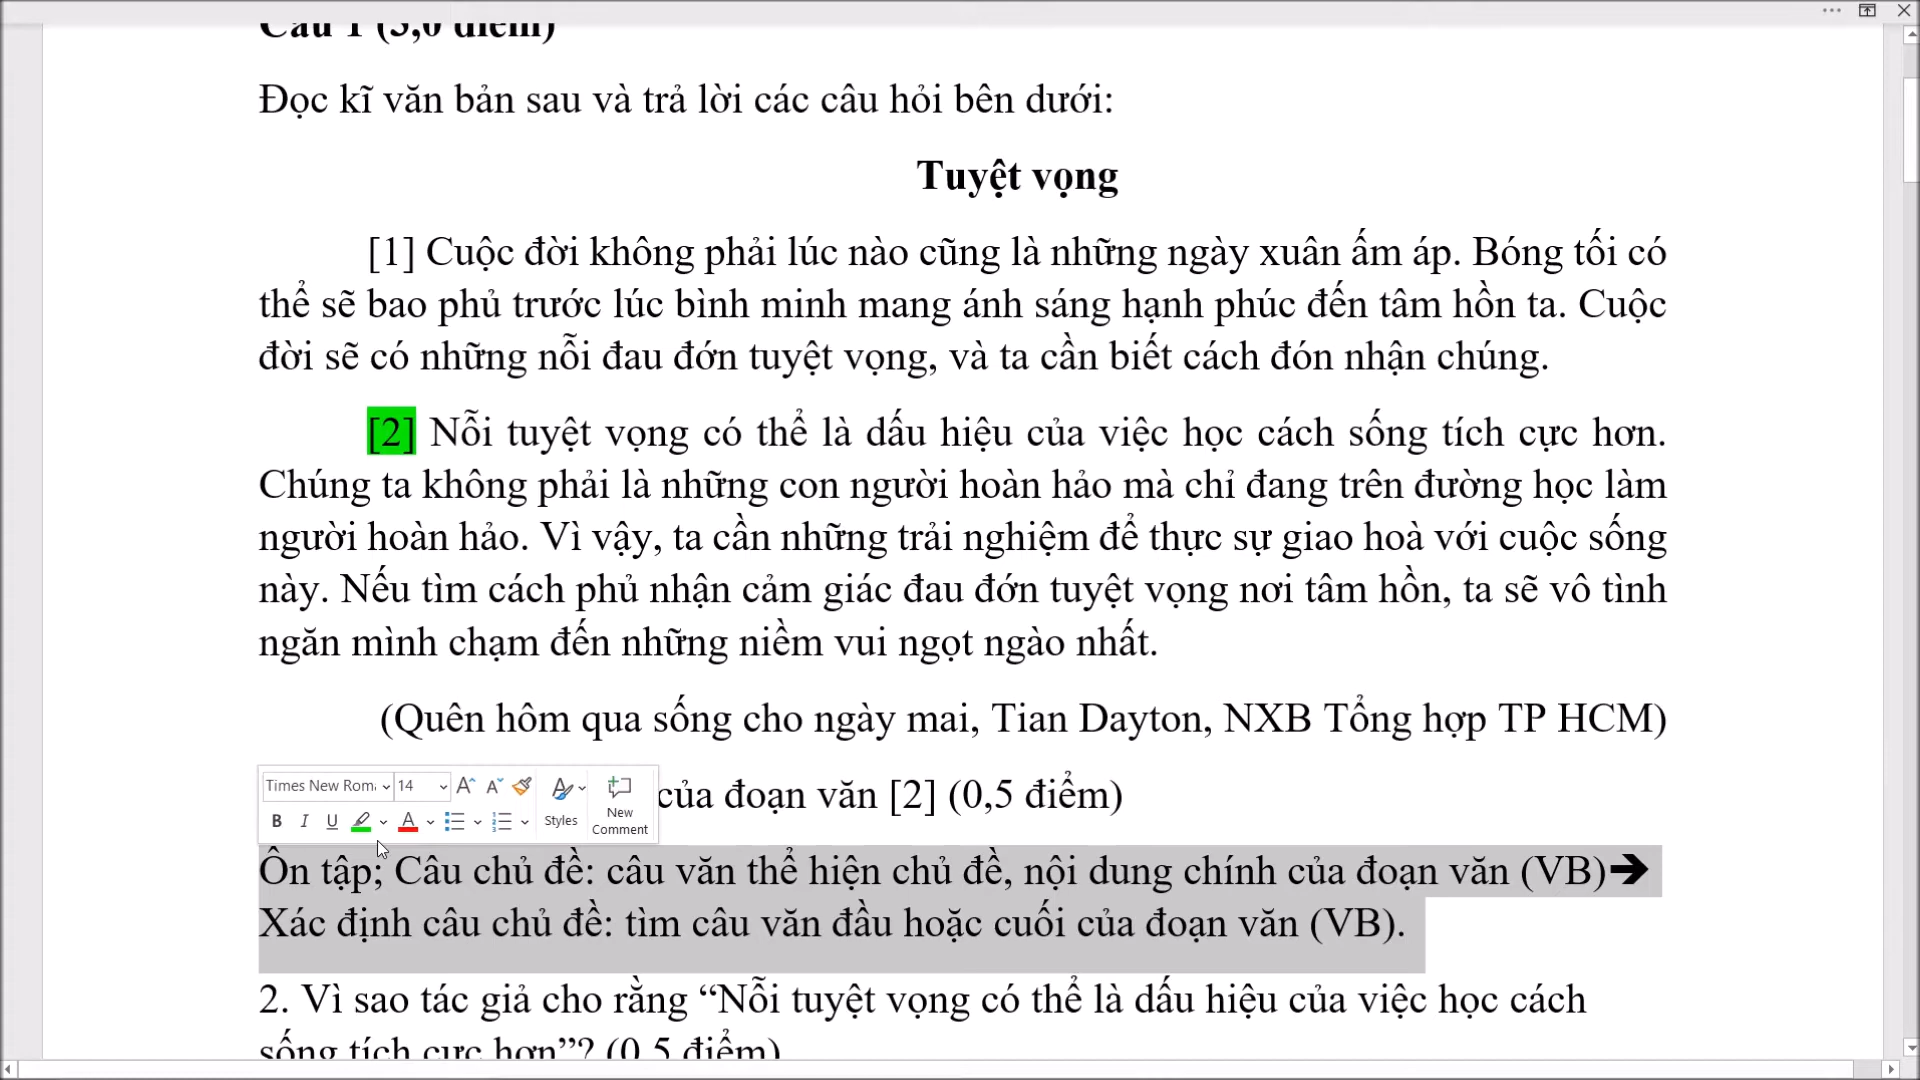 Câu 1 (3,0 điểm)
Đọc kĩ văn bản sau và trả lời các câu hỏi bên dưới:
Tuyệt vọng
[1] Cuộc đời không phải lúc nào cũng là những ngày xuân ấm áp. Bóng tối có
thể sẽ bao phủ trước lúc bình minh mang ánh sáng hạnh phúc đến tâm hồn ta. Cuộc
đời sẽ có những nỗi đau đớn tuyệt vọng, và ta cần biết cách đón nhận chúng.
[2] Nỗi tuyệt vọng có thể là dấu hiệu của việc học cách sống tích cực hơn.
Chúng ta không phải là những con người hoàn hảo mà chỉ đang trên đường học làm
người hoàn hảo. Vì vậy, ta cần những trải nghiệm để thực sự giao hoà với cuộc sống
này. Nếu tìm cách phủ nhận cảm giác đau đớn tuyệt vọng nơi tâm hồn, ta sẽ vô tình
ngăn mình chạm đến những niềm vui ngọt ngào nhất.
(Quên hôm qua sống cho ngày mai, Tian Dayton, NXB Tổng hợp TP HCM)
Times New Rom 14
B I U Styles New Comment
của đoạn văn [2] (0,5 điểm)
Ôn tập; Câu chủ đề: câu văn thể hiện chủ đề, nội dung chính của đoạn văn (VB)➔
Xác định câu chủ đề: tìm câu văn đầu hoặc cuối của đoạn văn (VB).
2. Vì sao tác giả cho rằng “Nỗi tuyệt vọng có thể là dấu hiệu của việc học cách
sống tích cực hơn”? (0,5 điểm)